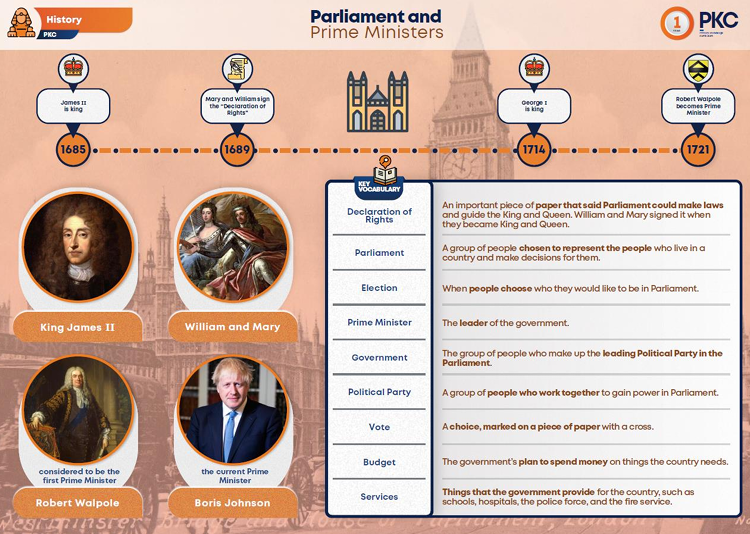 History
PKC
Parliament and
Prime Ministers
1
PKC
James II
is king
Mary and William sign
the "Declaration of
Rights"
George I
is king
Robert Walpole
becomes Prime
Minister
1685
1689
1714
1721
King James II
William and Mary
considered to be the
first Prime Minister
Robert Walpole
the current Prime
Minister
Boris Johnson
KEY
VOCABULARY
Declaration of
Rights
An important piece of paper that said Parliament could make laws
and guide the King and Queen. William and Mary signed it when
they became King and Queen.
Parliament
A group of people chosen to represent the people who live in a
country and make decisions for them.
Election
When people choose who they would like to be in Parliament.
Prime Minister
The leader of the government.
Government
The group of people who make up the leading Political Party in the
Parliament.
Political Party
A group of people who work together to gain power in Parliament.
Vote
A choice, marked on a piece of paper with a cross.
Budget
The government's plan to spend money on things the country needs.
Services
Things that the government provide for the country, such as
schools, hospitals, the police force, and the fire service.
Westminster Bridge and House of Parliament, London